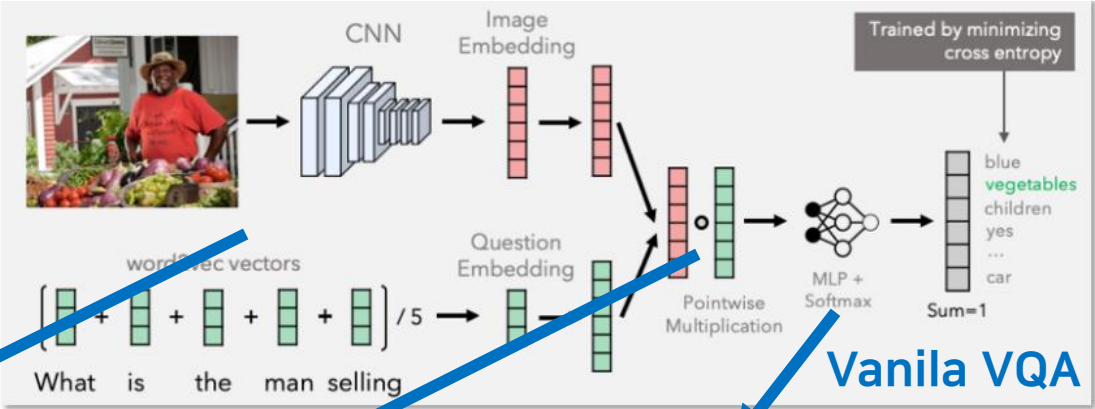 CNN
Image
Embedding
Trained by minimizing
cross entropy
word2vec vectors
+ + + + / 5
What is the man selling
Question
Embedding
Pointwise
Multiplication
MLP +
Softmax
blue
vegetables
children
yes
...
car
Sum=1
Vanila VQA